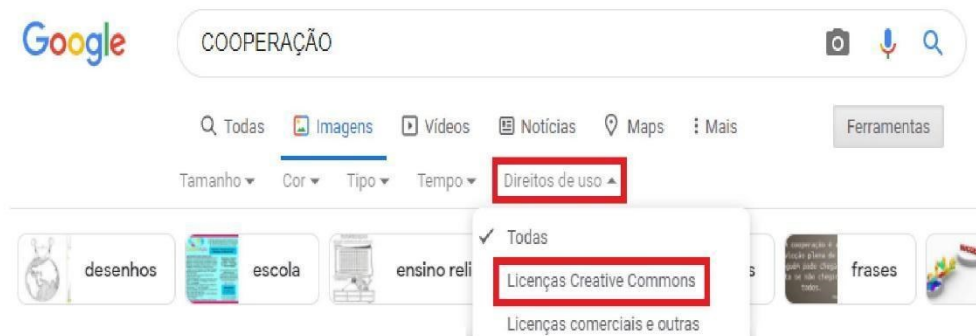 Google COOPERAÇÃO
Todas Imagens Vídeos Notícias Maps Mais Ferramentas
Tamanho Cor Tipo Tempo Direitos de uso
Todas
desenhos escola ensino reli Licenças Creative Commons s frases
Licenças comerciais e outras